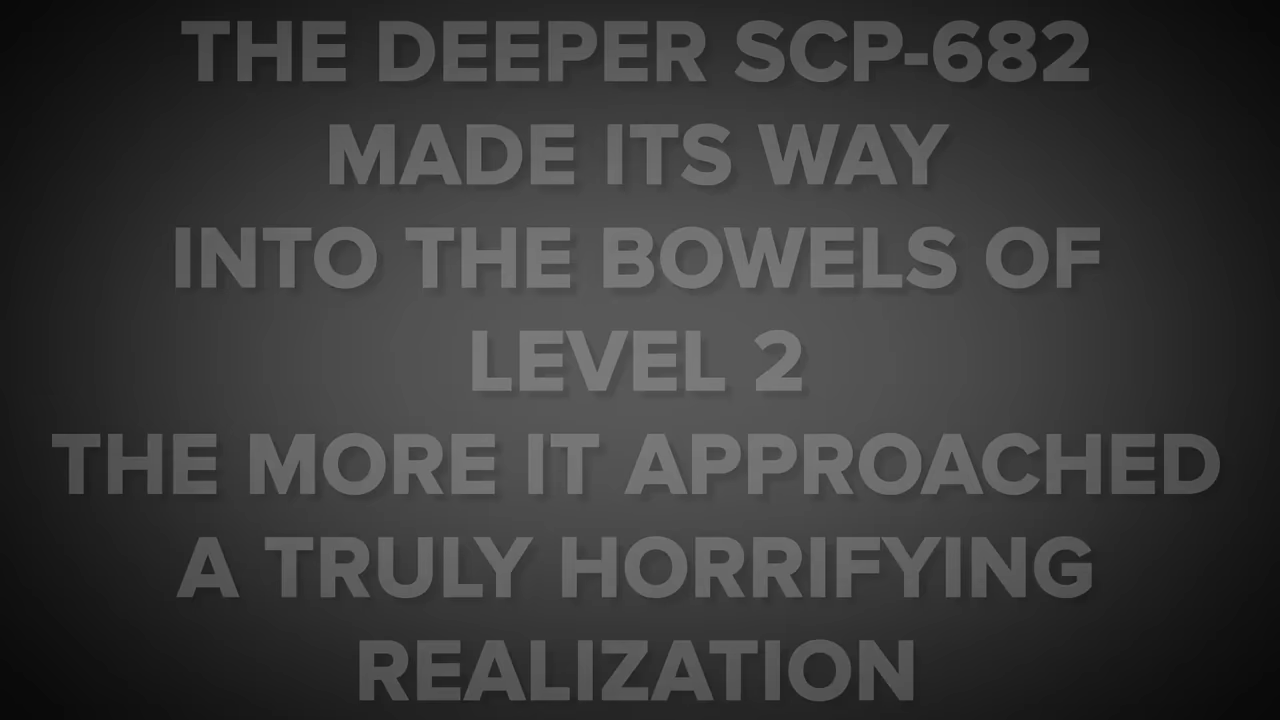 THE DEEPER SCP-682
MADE ITS WAY
INTO THE BOWELS OF
LEVEL 2
THE MORE IT APPROACHED
A TRULY HORRIFYING
REALIZATION